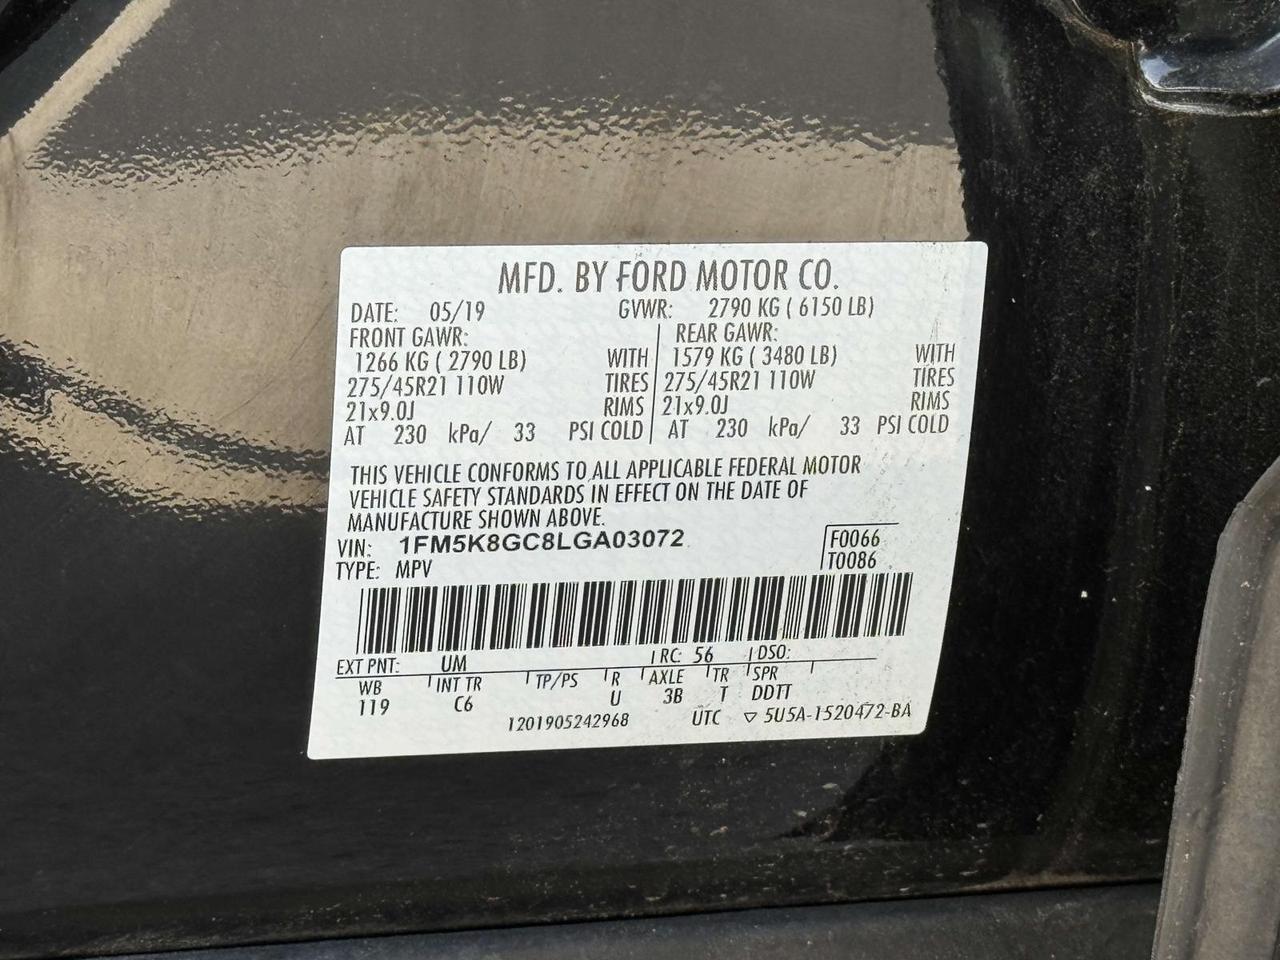 MFD. BY FORD MOTOR CO.
DATE: 05/19 GVWR: 2790 KG ( 6150 LB)
FRONT GAWR: REAR GAWR:
1266 KG ( 2790 LB) WITH 1579 KG ( 3480 LB) WITH
275/45R21 110W TIRES 275/45R21 110W TIRES
21x9.0J RIMS 21x9.0J RIMS
AT 230 kPa/ 33 PSI COLD AT 230 kPa/ 33 PSI COLD
THIS VEHICLE CONFORMS TO ALL APPLICABLE FEDERAL MOTOR
VEHICLE SAFETY STANDARDS IN EFFECT ON THE DATE OF
MANUFACTURE SHOWN ABOVE.
VIN: 1FM5K8GC8LGA03072 F0066
TYPE: MPV T0086
EXT PNT: UM RC: 56 DSO:
WB INT TR TP/PS R AXLE TR SPR
119 C6 U 3B T DDTT
1201905242968 UTC ▽ 5U5A-1520472-BA